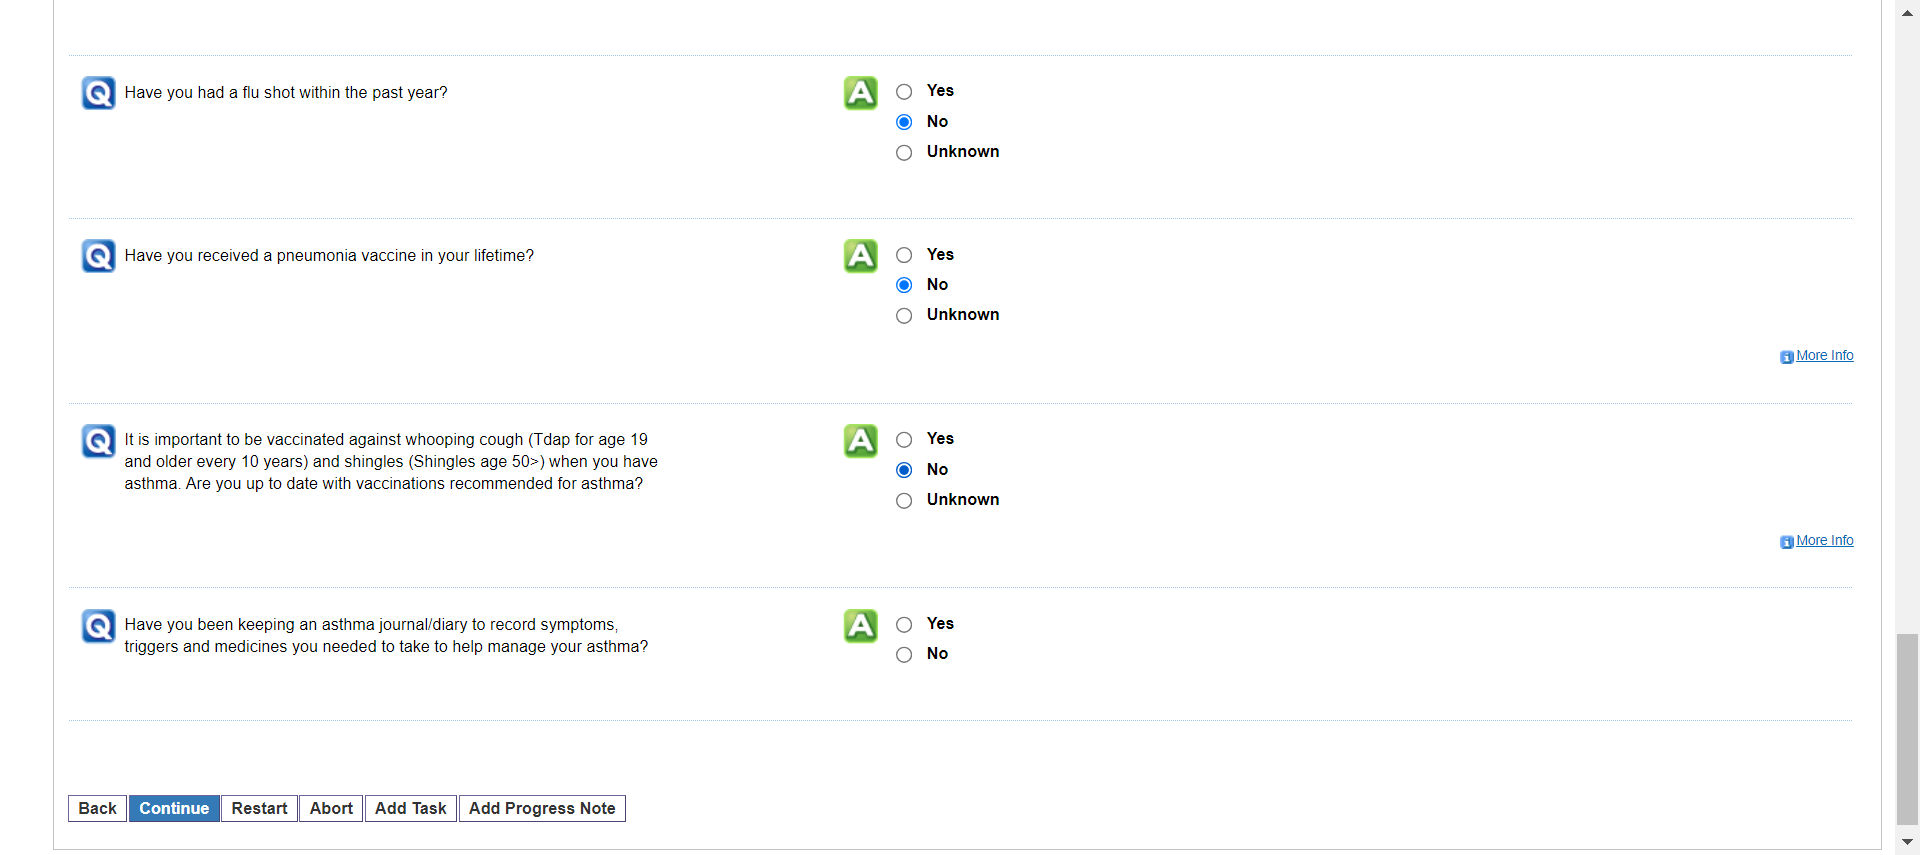 Q Have you had a flu shot within the past year?
A Yes
No
Unknown
Q Have you received a pneumonia vaccine in your lifetime?
A Yes
No
Unknown
More Info
Q It is important to be vaccinated against whooping cough (Tdap for age 19
and older every 10 years) and shingles (Shingles age 50>) when you have
asthma. Are you up to date with vaccinations recommended for asthma?
A Yes
No
Unknown
More Info
Q Have you been keeping an asthma journal/diary to record symptoms,
triggers and medicines you needed to take to help manage your asthma?
A Yes
No
Back Continue Restart Abort Add Task Add Progress Note